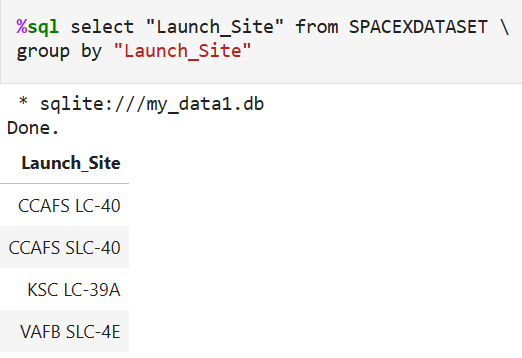 %sql select "Launch_Site" from SPACEXDATASET \
group by "Launch_Site"
* sqlite:///my_data1.db
Done.
Launch_Site
CCAFS LC-40
CCAFS SLC-40
KSC LC-39A
VAFB SLC-4E